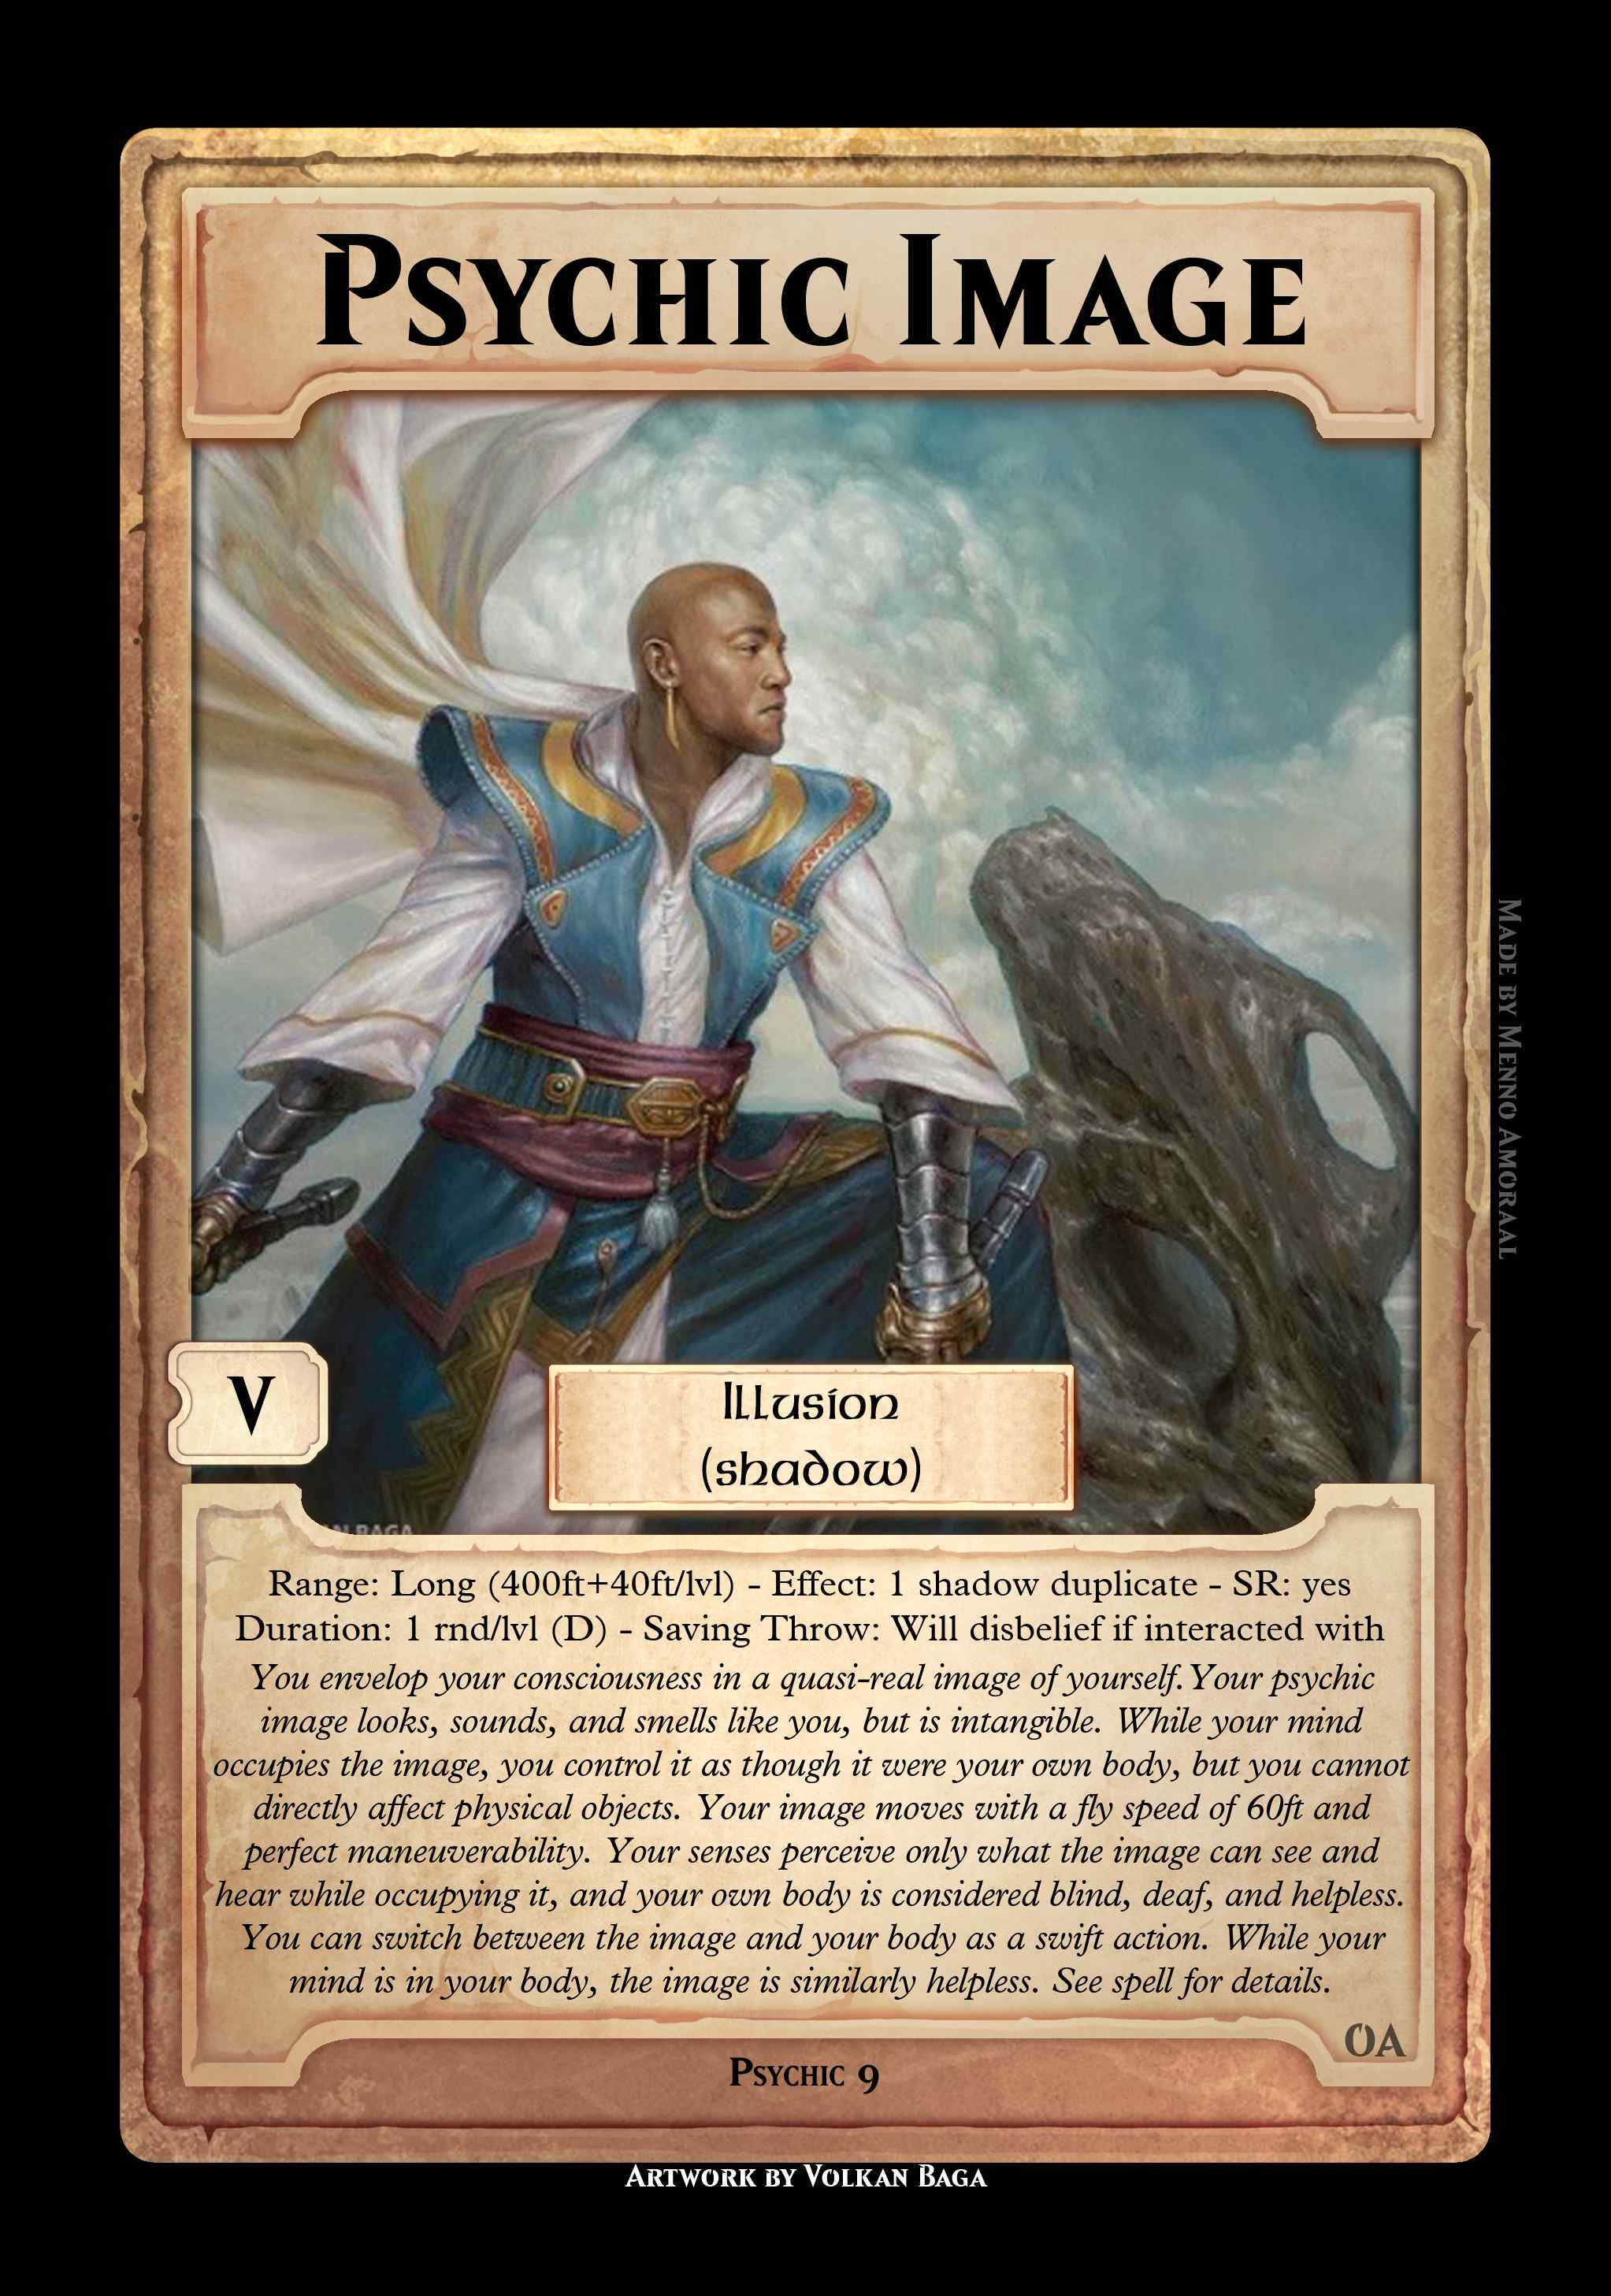 PSYCHIC IMAGE
MADE BY MENNO AMORAAL
V
Illusion
(shadow)
BAGA
Range: Long (400ft+40ft/lvl) - Effect: 1 shadow duplicate - SR: yes
Duration: 1 rnd/lvl (D) - Saving Throw: Will disbelief if interacted with
You envelop your consciousness in a quasi-real image of yourself. Your psychic
image looks, sounds, and smells like you, but is intangible. While your mind
occupies the image, you control it as though it were your own body, but you cannot
directly affect physical objects. Your image moves with a fly speed of 60ft and
perfect maneuverability. Your senses perceive only what the image can see and
hear while occupying it, and your own body is considered blind, deaf, and helpless.
You can switch between the image and your body as a swift action. While your
mind is in your body, the image is similarly helpless. See spell for details.
OA
PSYCHIC 9
ARTWORK BY VOLKAN BAGA